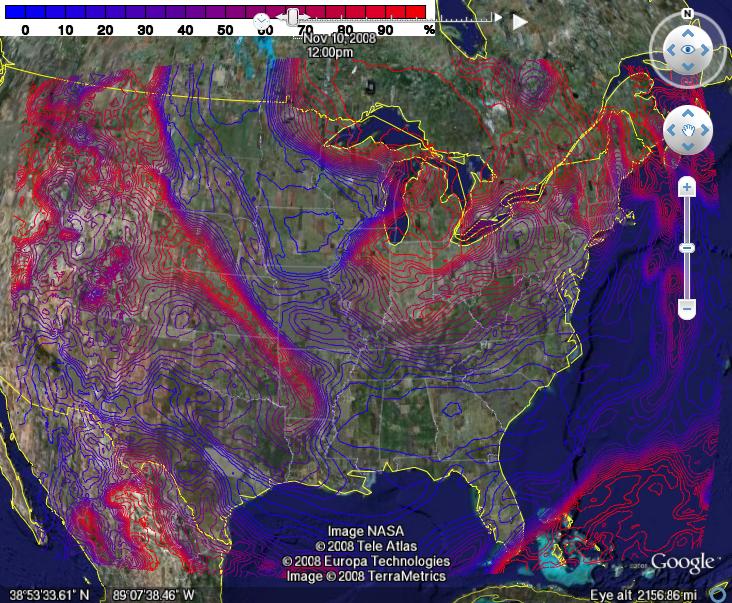 0 10 20 30 40 50 60 70 80 90 %
Nov 10, 2008
12:00pm
N
Image NASA
© 2008 Tele Atlas
© 2008 Europa Technologies
Image © 2008 TerraMetrics
©2008 Google™
38°53'33.61" N 89°07'38.46" W
Eye alt 2156.86 mi